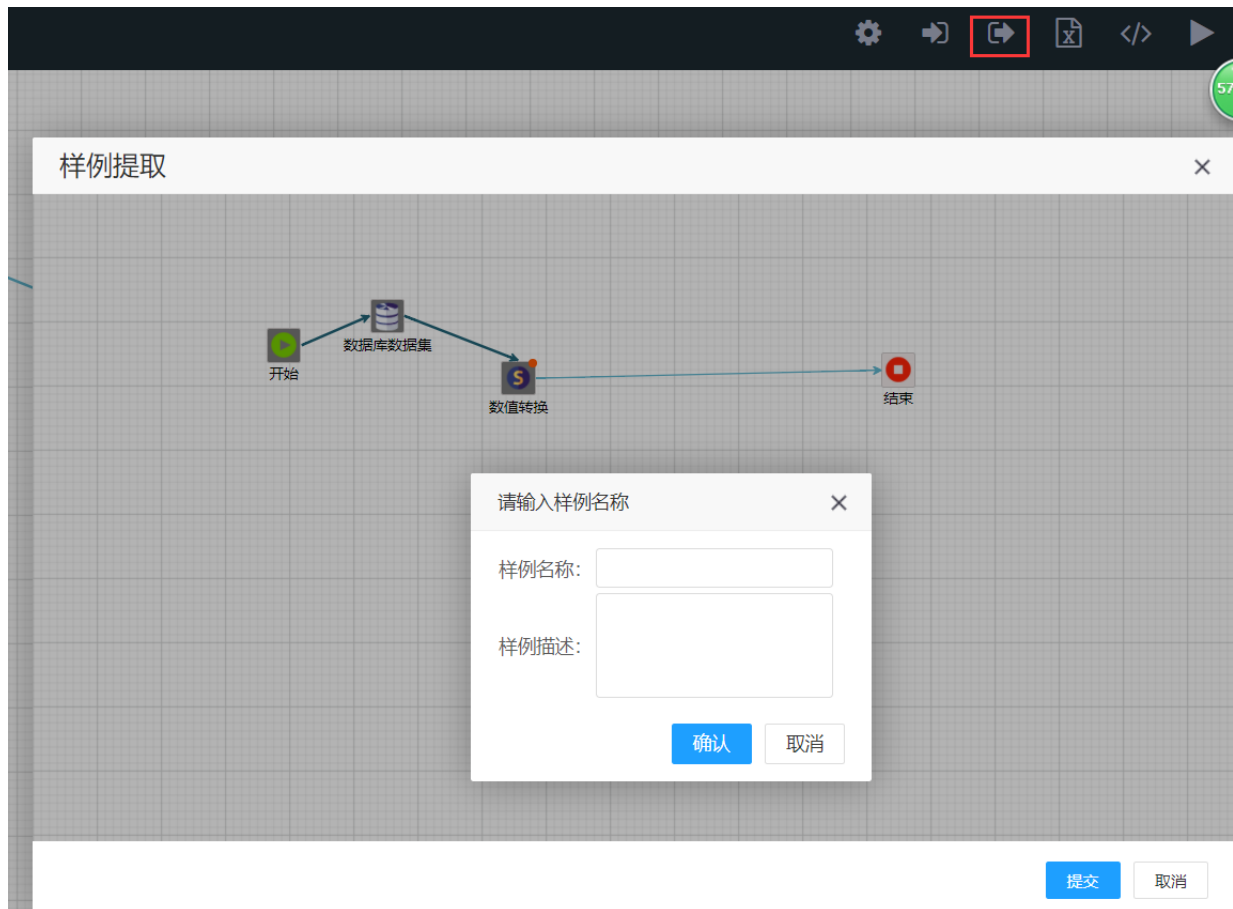 57
样例提取
数据库数据集
开始
数值转换
结束
请输入样例名称
样例名称：
样例描述：
确认 取消
提交 取消